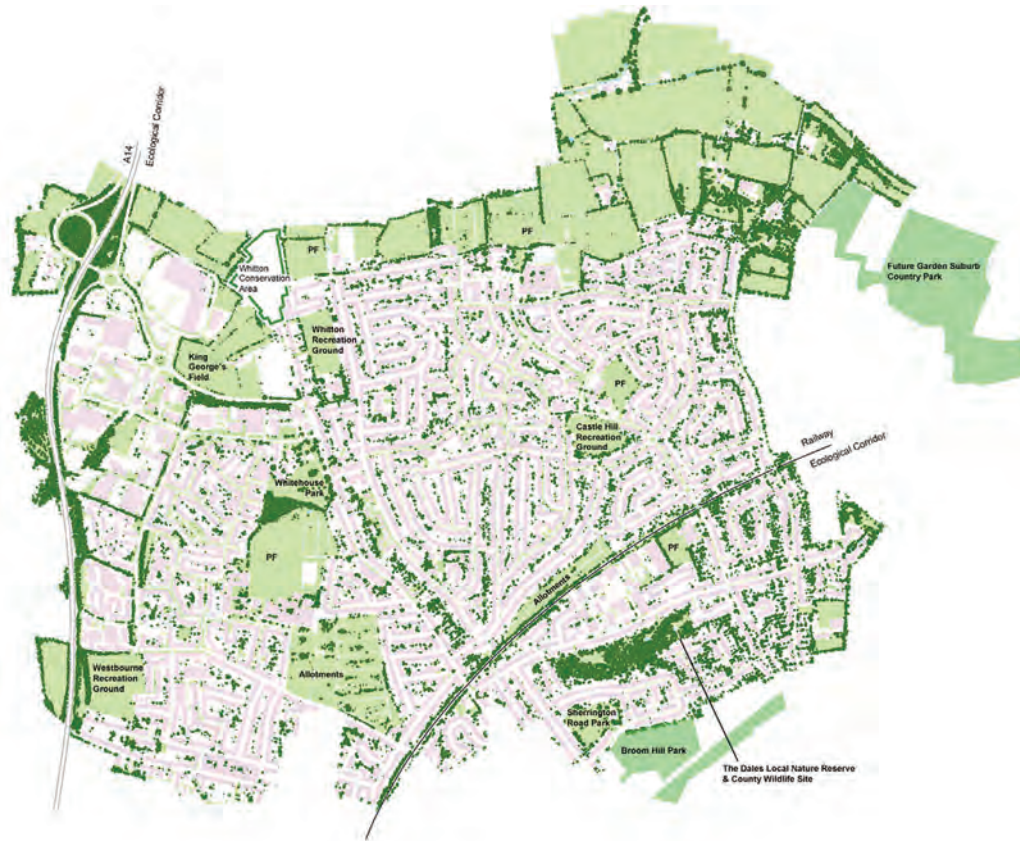 A14
Ecological Corridor
PF
PF
Whitton
Conservation
Area
Future Garden Suburb
Country Park
Whitton
Recreation
Ground
King
George's
Field
PF
Castle Hill
Recreation
Ground
Railway
Ecological Corridor
Whitehouse
Park
PF
PF
Allotments
Westbourne
Recreation
Ground
Allotments
Sherrington
Road Park
Broom Hill Park
The Dales Local Nature Reserve
& County Wildlife Site